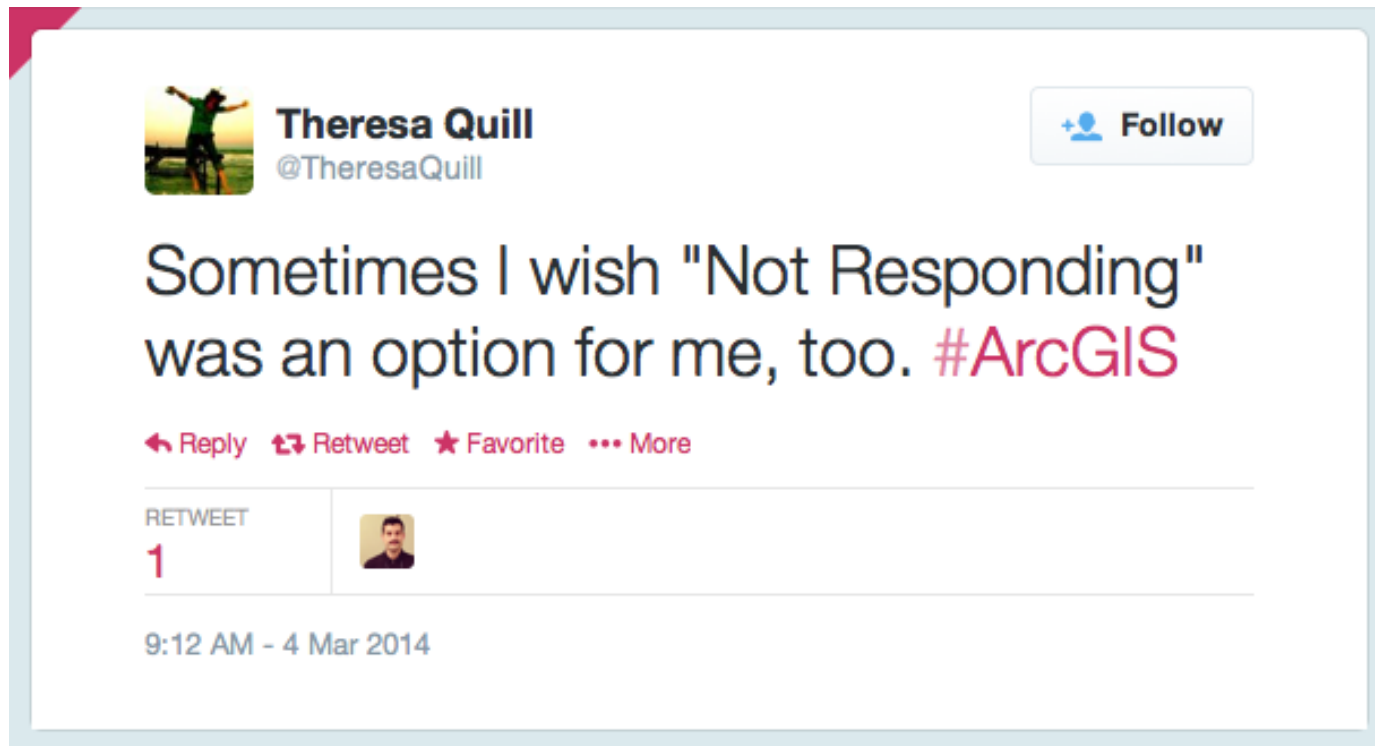 Theresa Quill
@TheresaQuill
Follow
Sometimes I wish "Not Responding"
was an option for me, too. #ArcGIS
Reply Retweet Favorite More
RETWEET
1
9:12 AM - 4 Mar 2014